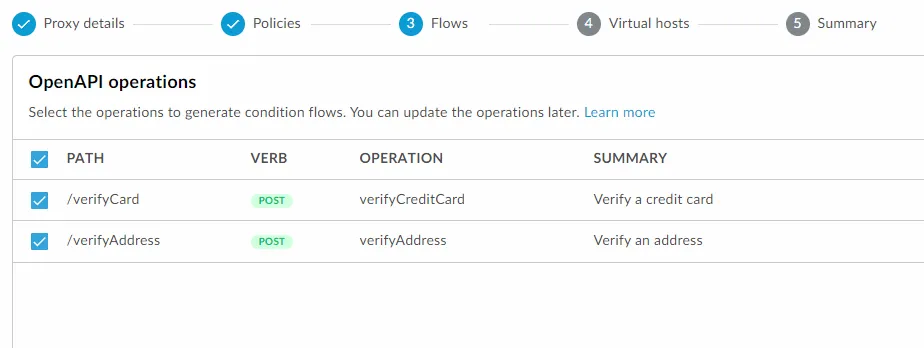 Proxy details Policies 3 Flows 4 Virtual hosts 5 Summary
OpenAPI operations
Select the operations to generate condition flows. You can update the operations later. Learn more
PATH VERB OPERATION SUMMARY
/verifyCard POST verifyCreditCard Verify a credit card
/verifyAddress POST verifyAddress Verify an address